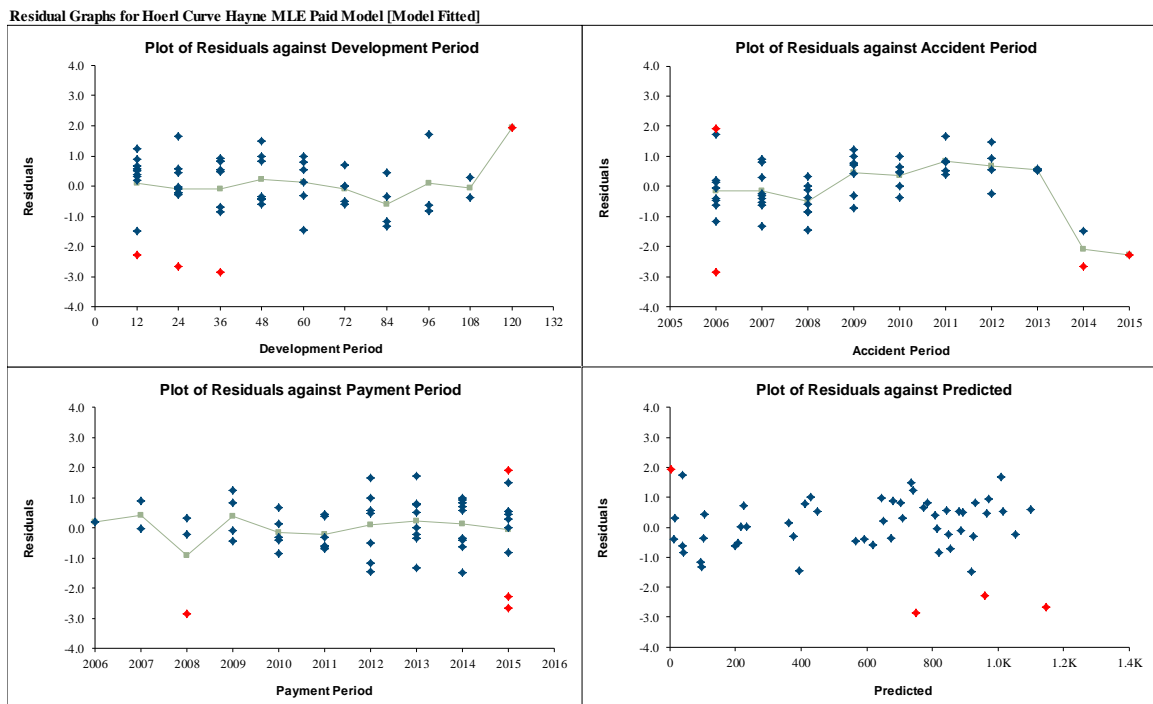 Residual Graphs for Hoerl Curve Hayne MLE Paid Model [Model Fitted]
Plot of Residuals against Development Period
4.0
3.0
2.0
1.0
0.0
-1.0
-2.0
-3.0
-4.0
Residuals
0 12 24 36 48 60 72 84 96 108 120 132
Development Period
Plot of Residuals against Accident Period
4.0
3.0
2.0
1.0
0.0
-1.0
-2.0
-3.0
-4.0
Residuals
2005 2006 2007 2008 2009 2010 2011 2012 2013 2014 2015
Accident Period
Plot of Residuals against Payment Period
4.0
3.0
2.0
1.0
0.0
-1.0
-2.0
-3.0
-4.0
Residuals
2006 2007 2008 2009 2010 2011 2012 2013 2014 2015 2016
Payment Period
Plot of Residuals against Predicted
4.0
3.0
2.0
1.0
0.0
-1.0
-2.0
-3.0
-4.0
Residuals
0 200 400 600 800 1.0K 1.2K 1.4K
Predicted